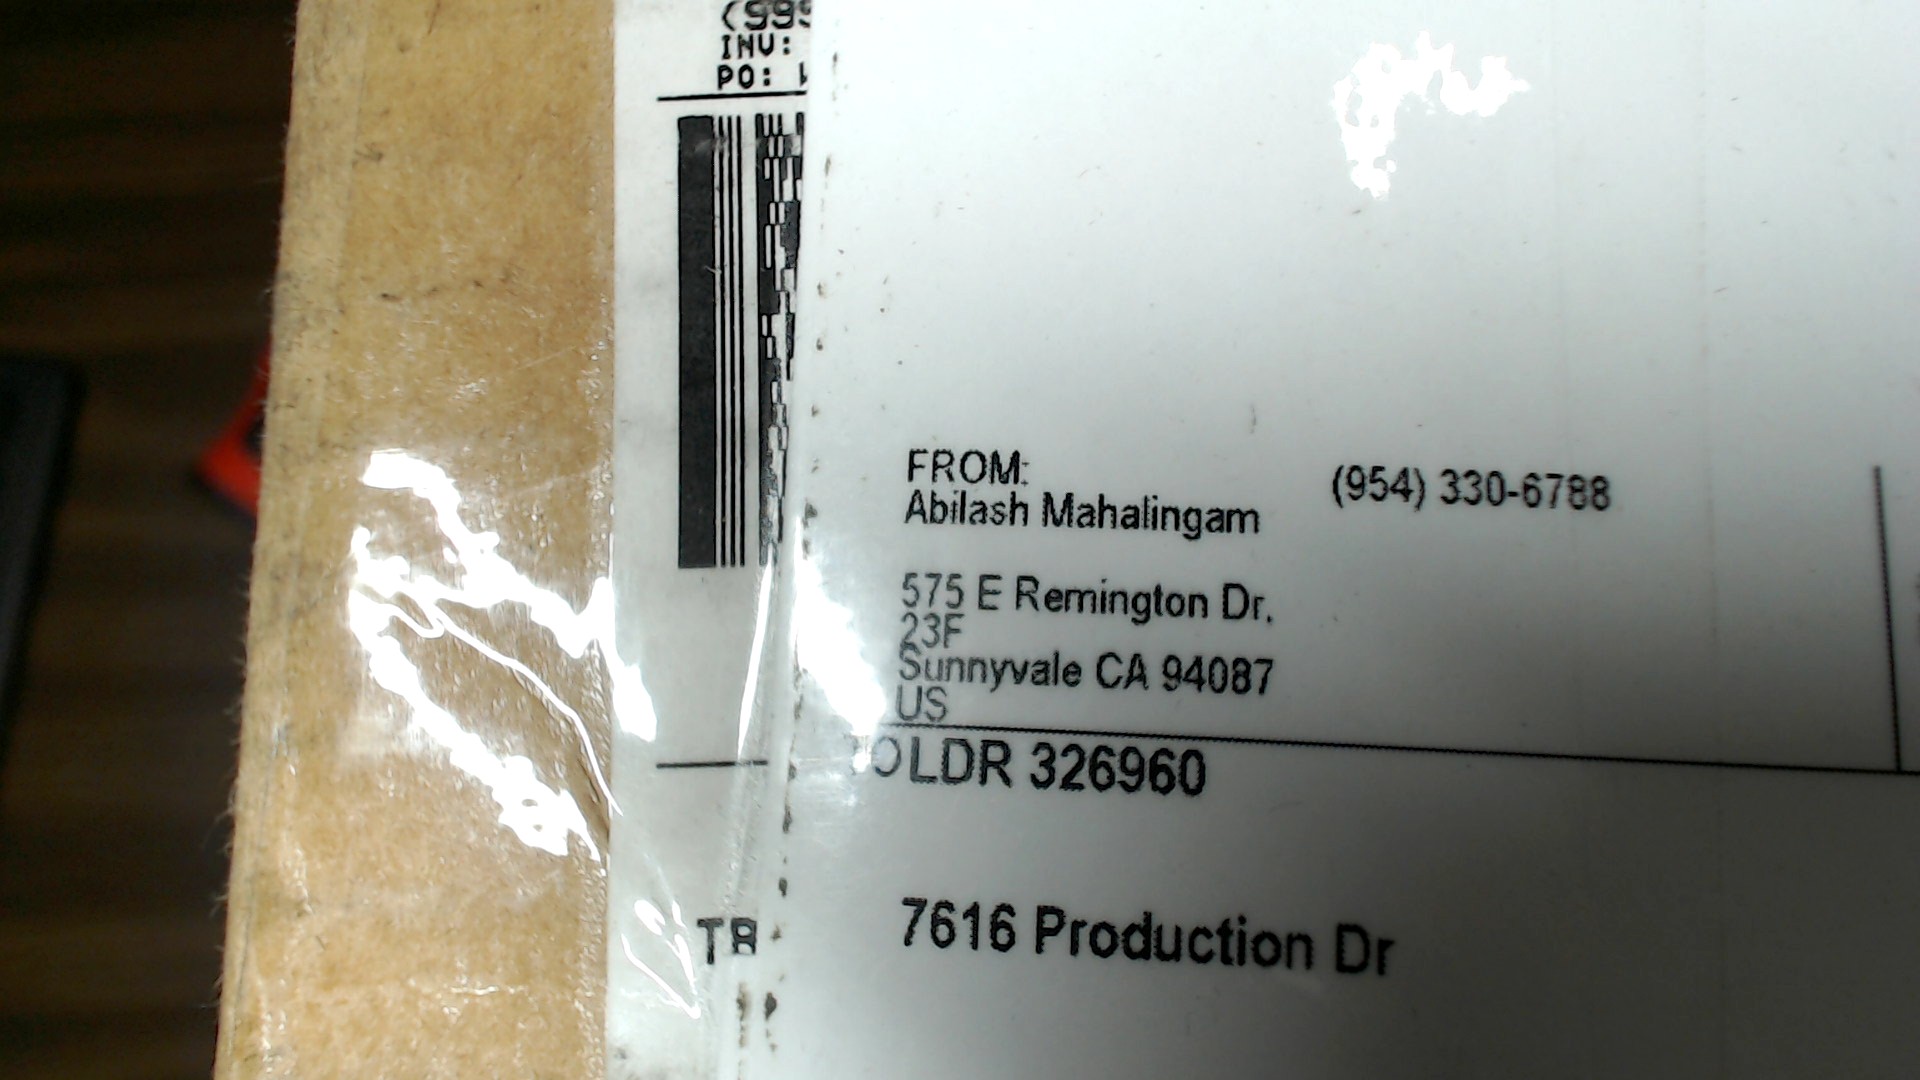 INV:
PO:
FROM:
Abilash Mahalingam
(954) 330-6788
575 E Remington Dr.
23F
Sunnyvale CA 94087
US
OLDR 326960
7616 Production Dr